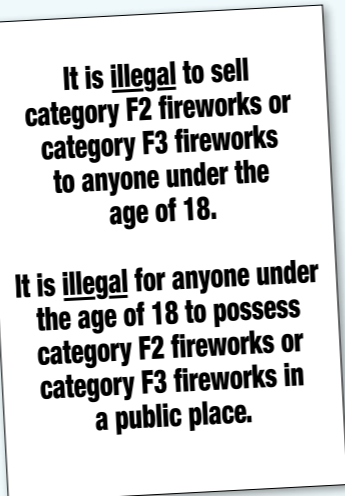 It is illegal to sell
category F2 fireworks or
category F3 fireworks
to anyone under the
age of 18.
It is illegal for anyone under
the age of 18 to possess
category F2 fireworks or
category F3 fireworks in
a public place.